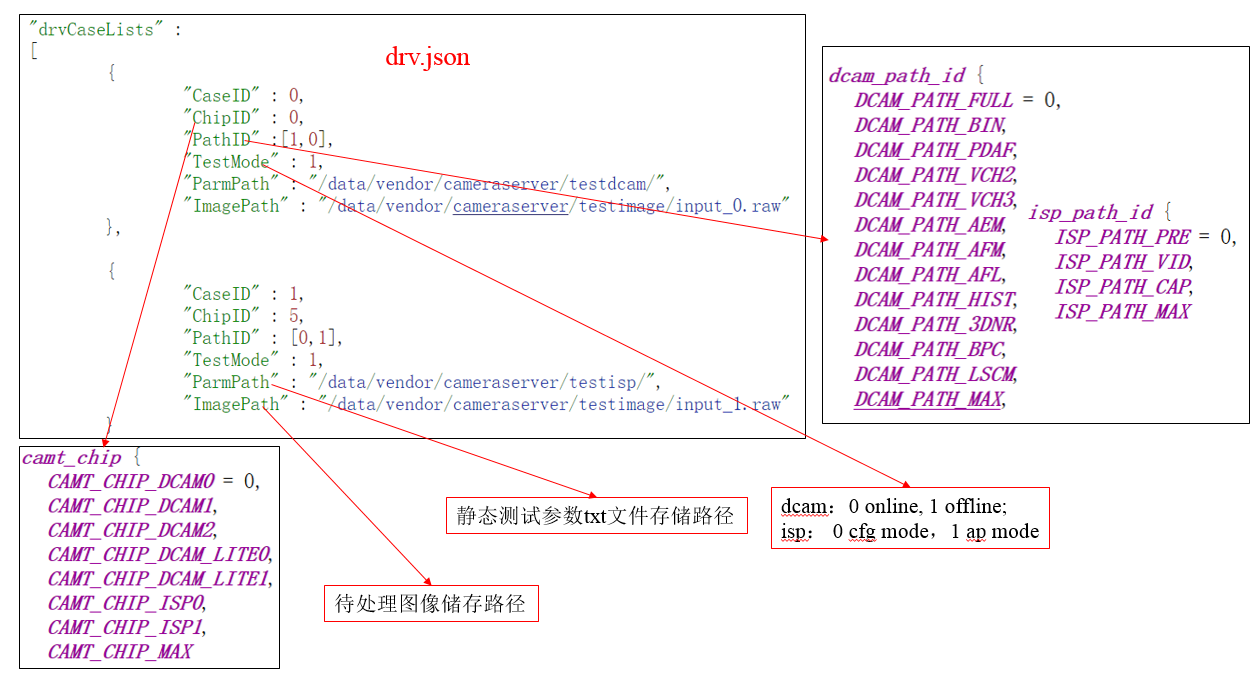 "drvCaseLists" :
[
drv.json
{
"CaseID" : 0,
"ChipID" : 0,
"PathID" :[1,0],
"TestMode" : 1,
"ParmPath" : "/data/vendor/cameraserver/testdcam/",
"ImagePath" : "/data/vendor/cameraserver/testimage/input_0.raw"
},
{
"CaseID" : 1,
"ChipID" : 5,
"PathID" : [0,1],
"TestMode" : 1,
"ParmPath" : "/data/vendor/cameraserver/testisp/",
"ImagePath" : "/data/vendor/cameraserver/testimage/input_1.raw"
}
dcam_path_id {
DCAM_PATH_FULL = 0,
DCAM_PATH_BIN,
DCAM_PATH_PDAF,
DCAM_PATH_VCH2,
DCAM_PATH_VCH3,
DCAM_PATH_AEM,
DCAM_PATH_AFM,
DCAM_PATH_AFL,
DCAM_PATH_HIST,
DCAM_PATH_3DNR,
DCAM_PATH_BPC,
DCAM_PATH_LSCM,
DCAM_PATH_MAX,
isp_path_id {
ISP_PATH_PRE = 0,
ISP_PATH_VID,
ISP_PATH_CAP,
ISP_PATH_MAX
camt_chip {
CAMT_CHIP_DCAM0 = 0,
CAMT_CHIP_DCAM1,
CAMT_CHIP_DCAM2,
CAMT_CHIP_DCAM_LITE0,
CAMT_CHIP_DCAM_LITE1,
CAMT_CHIP_ISP0,
CAMT_CHIP_ISP1,
CAMT_CHIP_MAX
静态测试参数txt文件存储路径
dcam：0 online, 1 offline;
isp： 0 cfg mode，1 ap mode
待处理图像储存路径